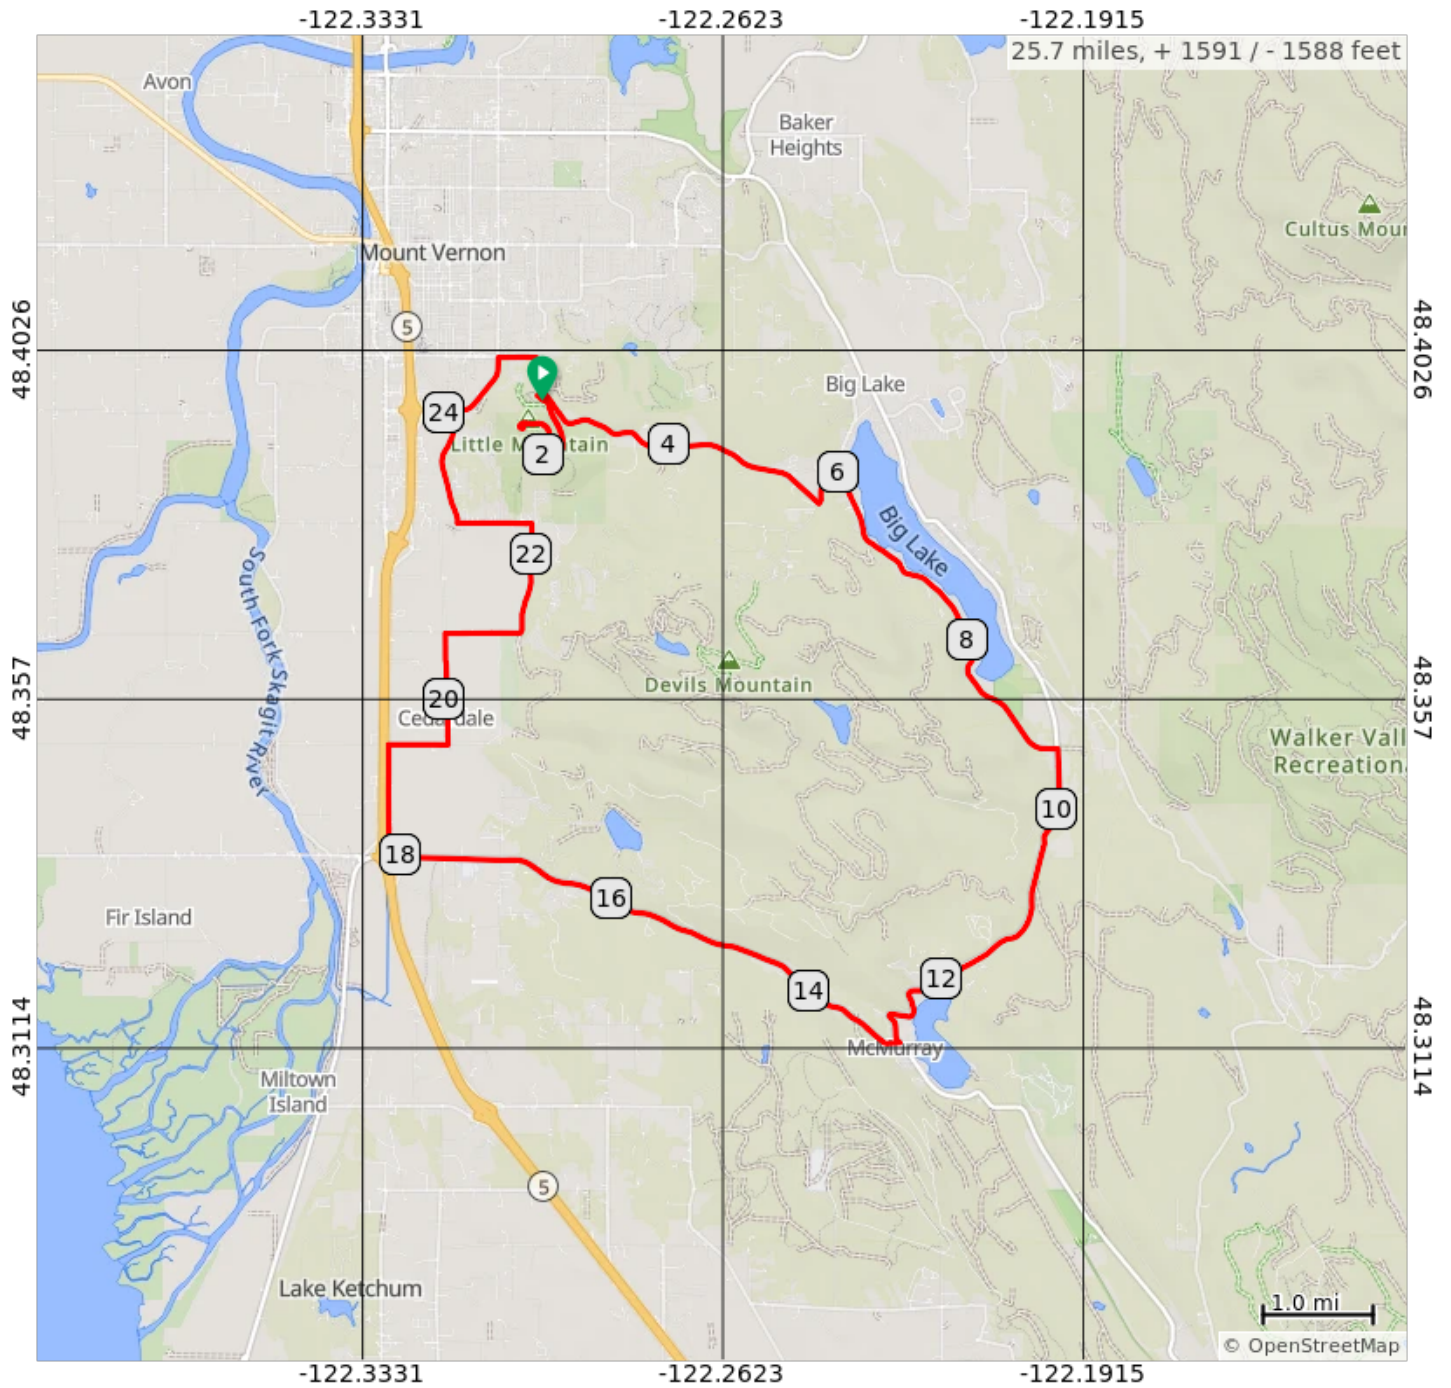 -122.3331
-122.2623
-122.1915
25.7 miles, + 1591 / - 1588 feet
Avon
Baker
Heights
Cultus Mour
Mount Vernon
5
48.4026
48.4026
Big Lake
24
Little M tain
2
4
6
Big Lake
22
South Fork Skagit River
8
Devils Mountain
20
Ceda dale
48.357
48.357
Walker Vall
Recreation
10
18
16
Fir Island
12
14
McMurray
48.3114
48.3114
Miltown
Island
5
Lake Ketchum
1.0 mi
© OpenStreetMap
-122.3331
-122.2623
-122.1915